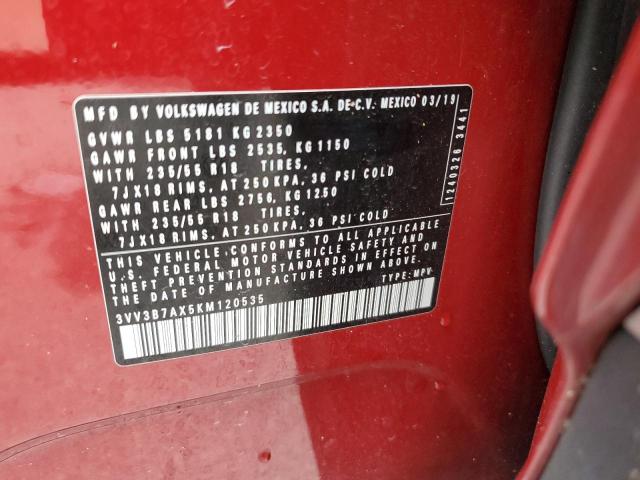 MFD BY VOLKSWAGEN DE MEXICO S.A. DE C.V. MEXICO 03/19
GVWR LBS 5181 KG 2350
GAWR FRONT LBS 2535, KG 1150
WITH 235/55 R18 TIRES,
7JX18 RIMS, AT 250 KPA, 36 PSI COLD
GAWR REAR LBS 2756, KG 1250
WITH 235/55 R18 TIRES,
7JX18 RIMS, AT 250 KPA, 36 PSI COLD
THIS VEHICLE CONFORMS TO ALL APPLICABLE
U.S. FEDERAL MOTOR VEHICLE SAFETY AND
THEFT PREVENTION STANDARDS IN EFFECT ON
THE DATE OF MANUFACTURE SHOWN ABOVE.
TYPE: MPV
3VV3B7AX5KM120535
1240326 3441